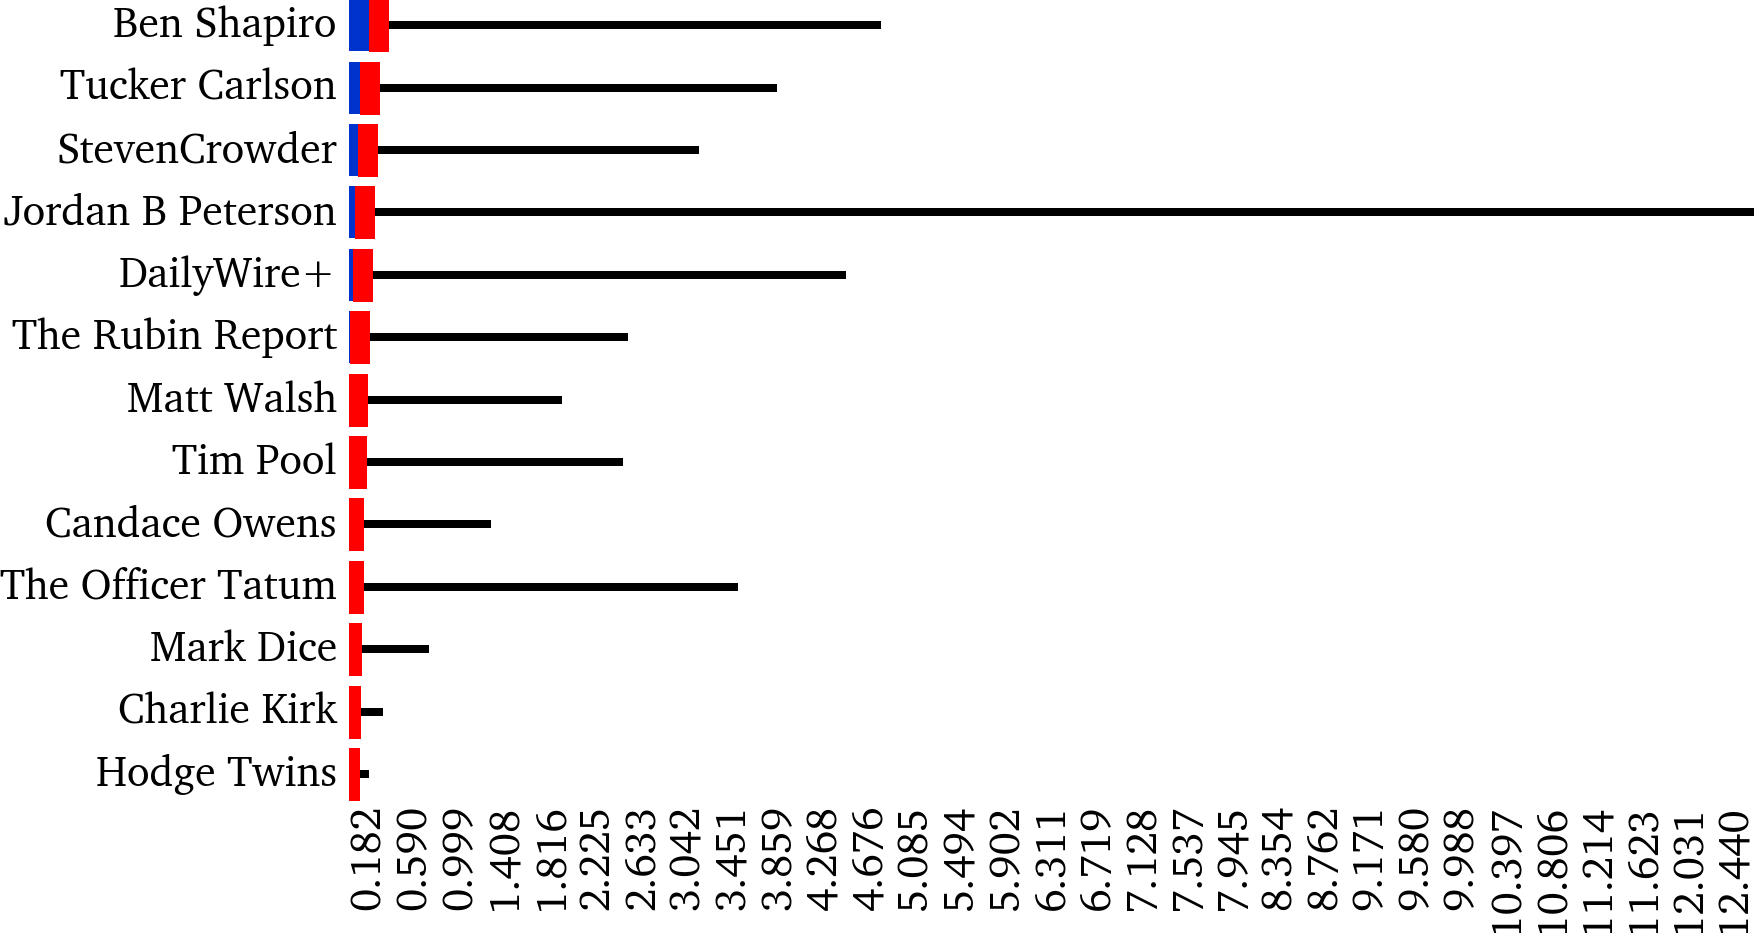 Ben Shapiro
Tucker Carlson
StevenCrowder
Jordan B Peterson
DailyWire+
The Rubin Report
Matt Walsh
Tim Pool
Candace Owens
The Officer Tatum
Mark Dice
Charlie Kirk
Hodge Twins
0.182
0.590
0.999
1.408
1.816
2.225
2.633
3.042
3.451
3.859
4.268
4.676
5.085
5.494
5.902
6.311
6.719
7.128
7.537
7.945
8.354
8.762
9.171
9.580
9.988
10.397
10.806
11.214
11.623
12.031
12.440